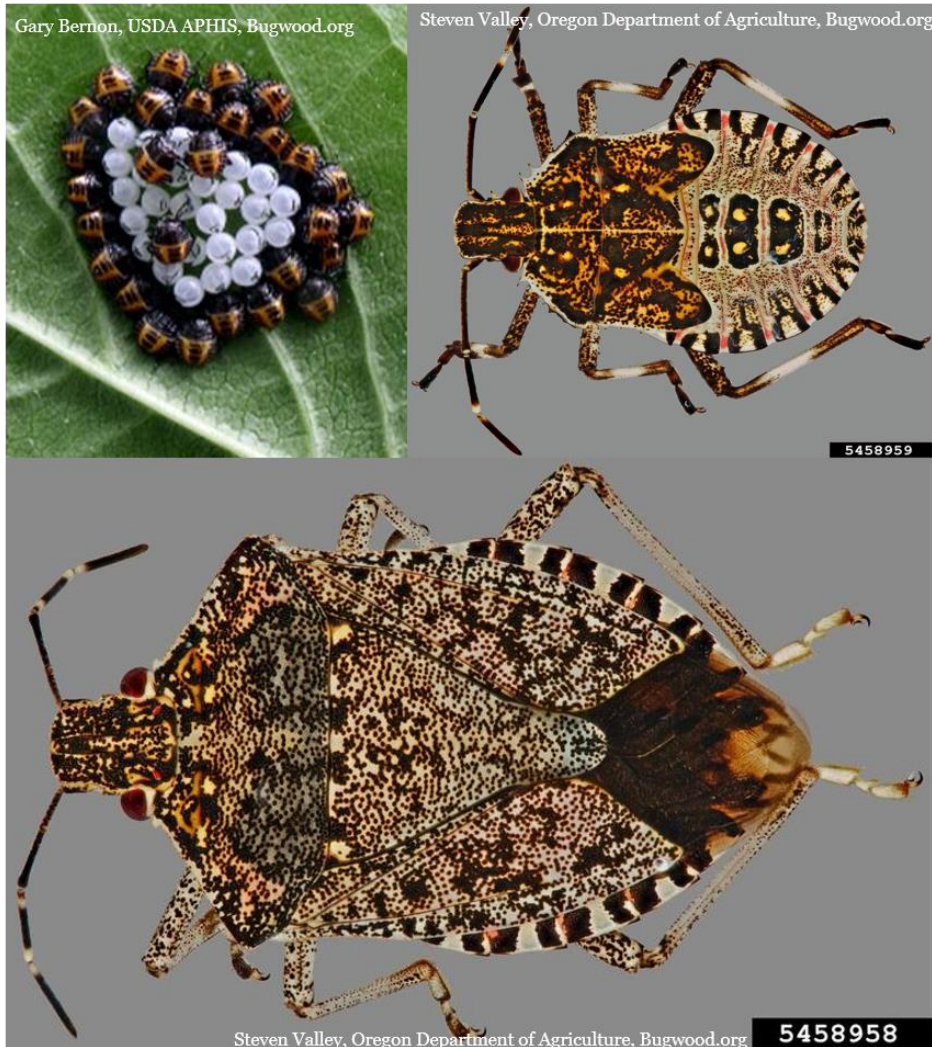 Gary Bernon, USDA APHIS, Bugwood.org
Steven Valley, Oregon Department of Agriculture, Bugwood.org
5458959
Steven Valley, Oregon Department of Agriculture, Bugwood.org
5458958